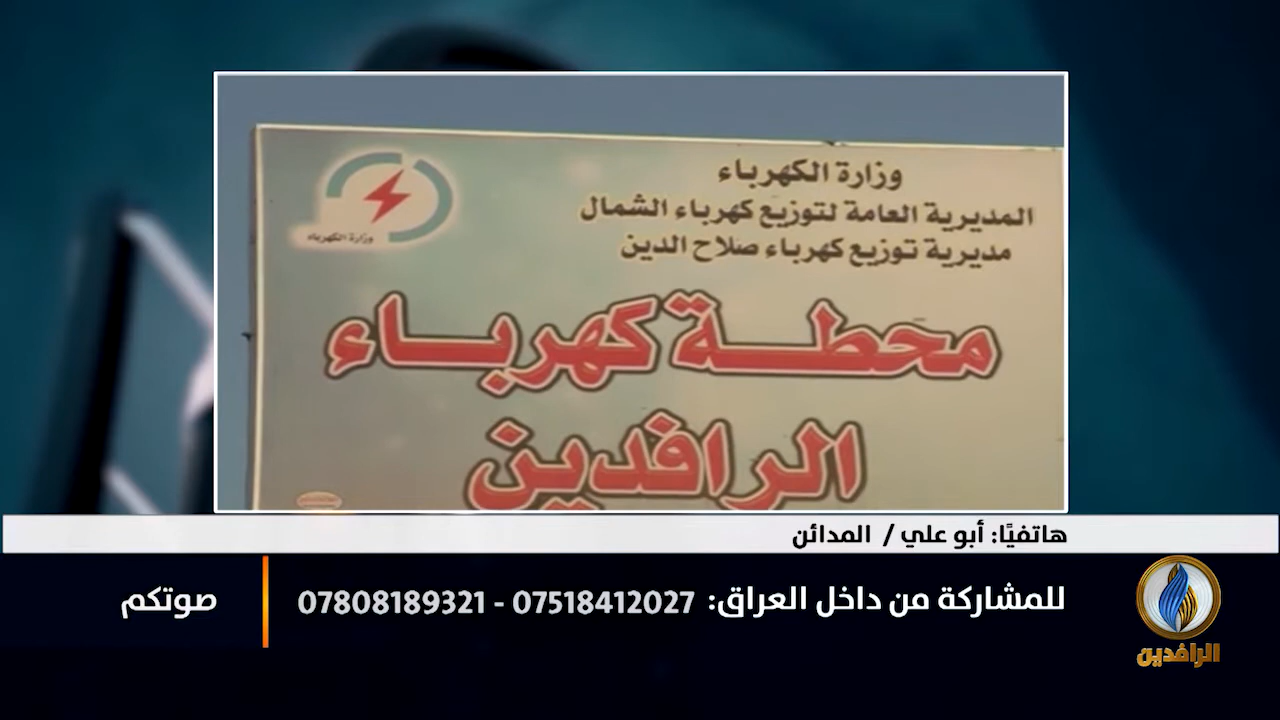 وزارة الكهرباء
المديرية العامة لتوزيع كهرباء الشمال
مديرية توزيع كهرباء صلاح الدين
وزارة الكهرباء
محطة كهرباء
الرافدين
هاتفيًا: أبو علي / المدائن
للمشاركة من داخل العراق: 07518412027 - 07808189321
صوتكم
الرافدين